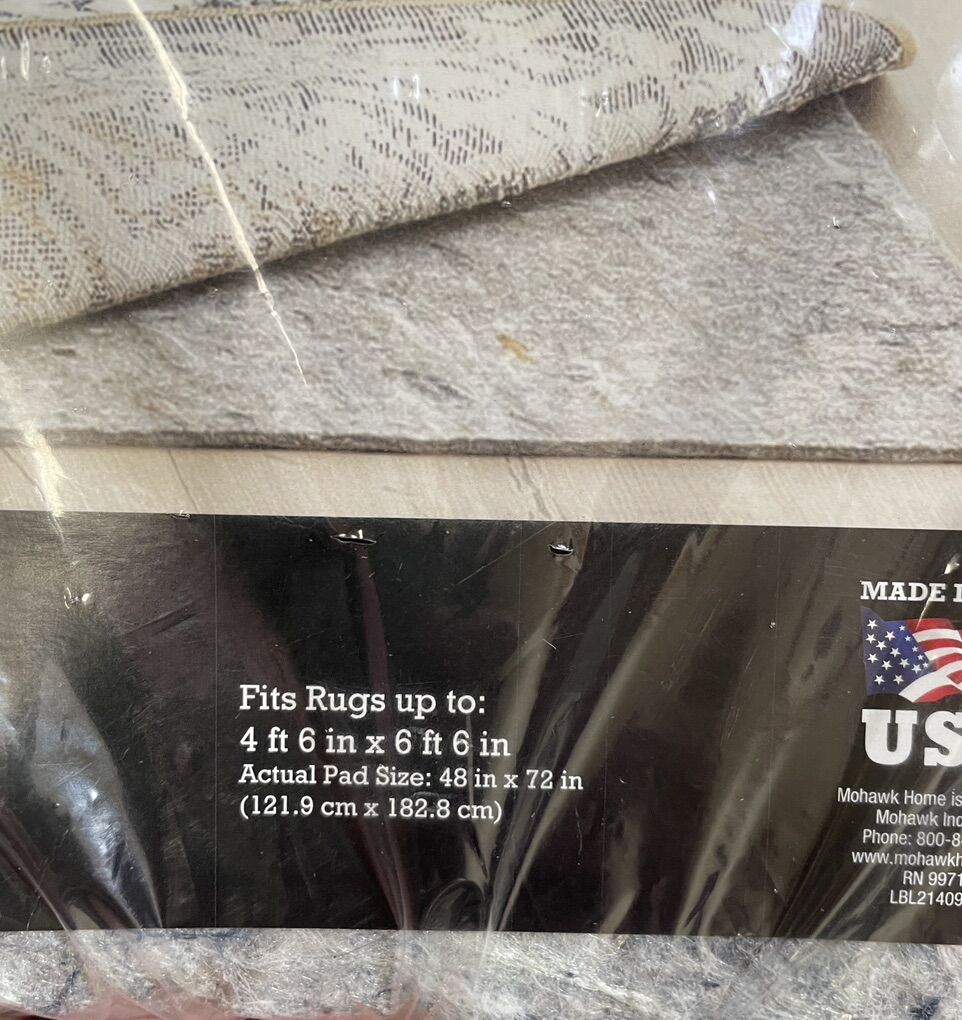 Fits Rugs up to:
4 ft 6 in x 6 ft 6 in
Actual Pad Size: 48 in x 72 in
(121.9 cm x 182.8 cm)
MADE I
US
Mohawk Home is
Mohawk Inc
Phone: 800-8
www.mohawkh
RN 9971
LBL21409